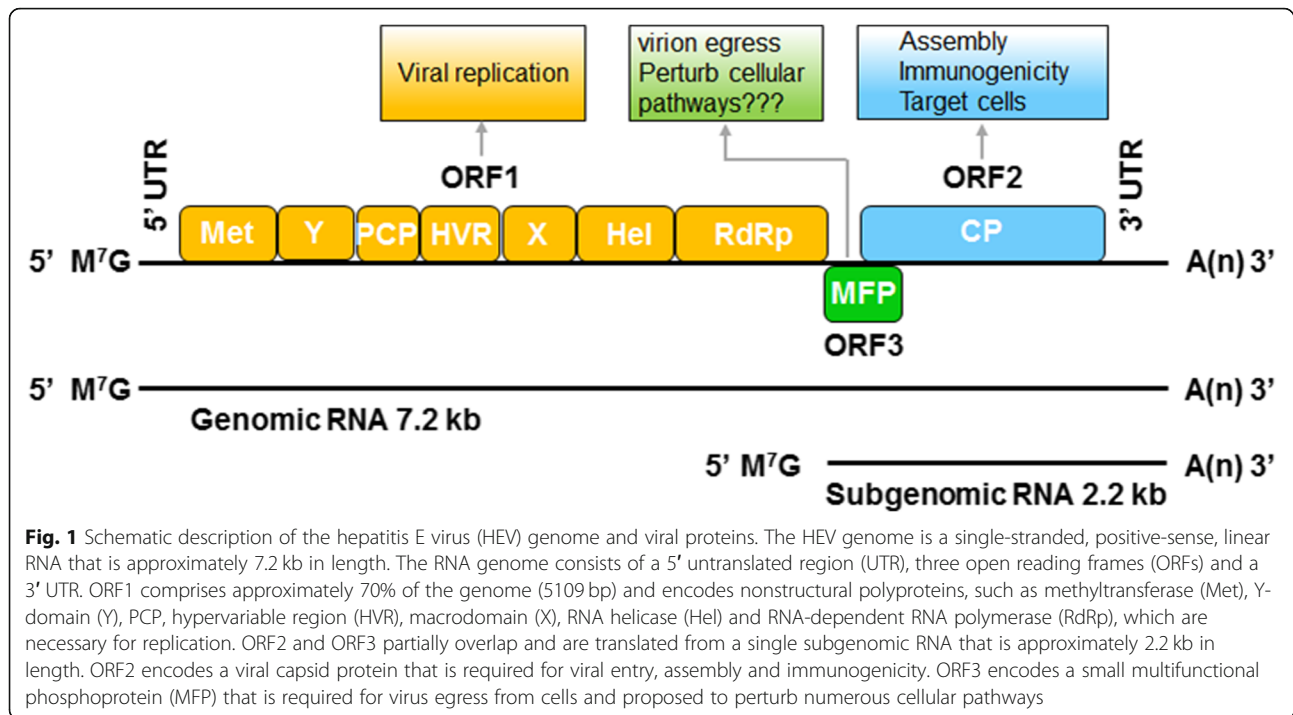 Viral replication
virion egress
Perturb cellular
pathways???
Assembly
Immunogenicity
Target cells
5' UTR
ORF1
ORF2
3' UTR
Met Y PCP HVR X Hel RdRp CP
5' M⁷G A(n) 3'
MFP
ORF3
5' M⁷G A(n) 3'
Genomic RNA 7.2 kb
5' M⁷G A(n) 3'
Subgenomic RNA 2.2 kb
Fig. 1 Schematic description of the hepatitis E virus (HEV) genome and viral proteins. The HEV genome is a single-stranded, positive-sense, linear
RNA that is approximately 7.2 kb in length. The RNA genome consists of a 5′ untranslated region (UTR), three open reading frames (ORFs) and a
3′ UTR. ORF1 comprises approximately 70% of the genome (5109 bp) and encodes nonstructural polyproteins, such as methyltransferase (Met), Y-
domain (Y), PCP, hypervariable region (HVR), macrodomain (X), RNA helicase (Hel) and RNA-dependent RNA polymerase (RdRp), which are
necessary for replication. ORF2 and ORF3 partially overlap and are translated from a single subgenomic RNA that is approximately 2.2 kb in
length. ORF2 encodes a viral capsid protein that is required for viral entry, assembly and immunogenicity. ORF3 encodes a small multifunctional
phosphoprotein (MFP) that is required for virus egress from cells and proposed to perturb numerous cellular pathways